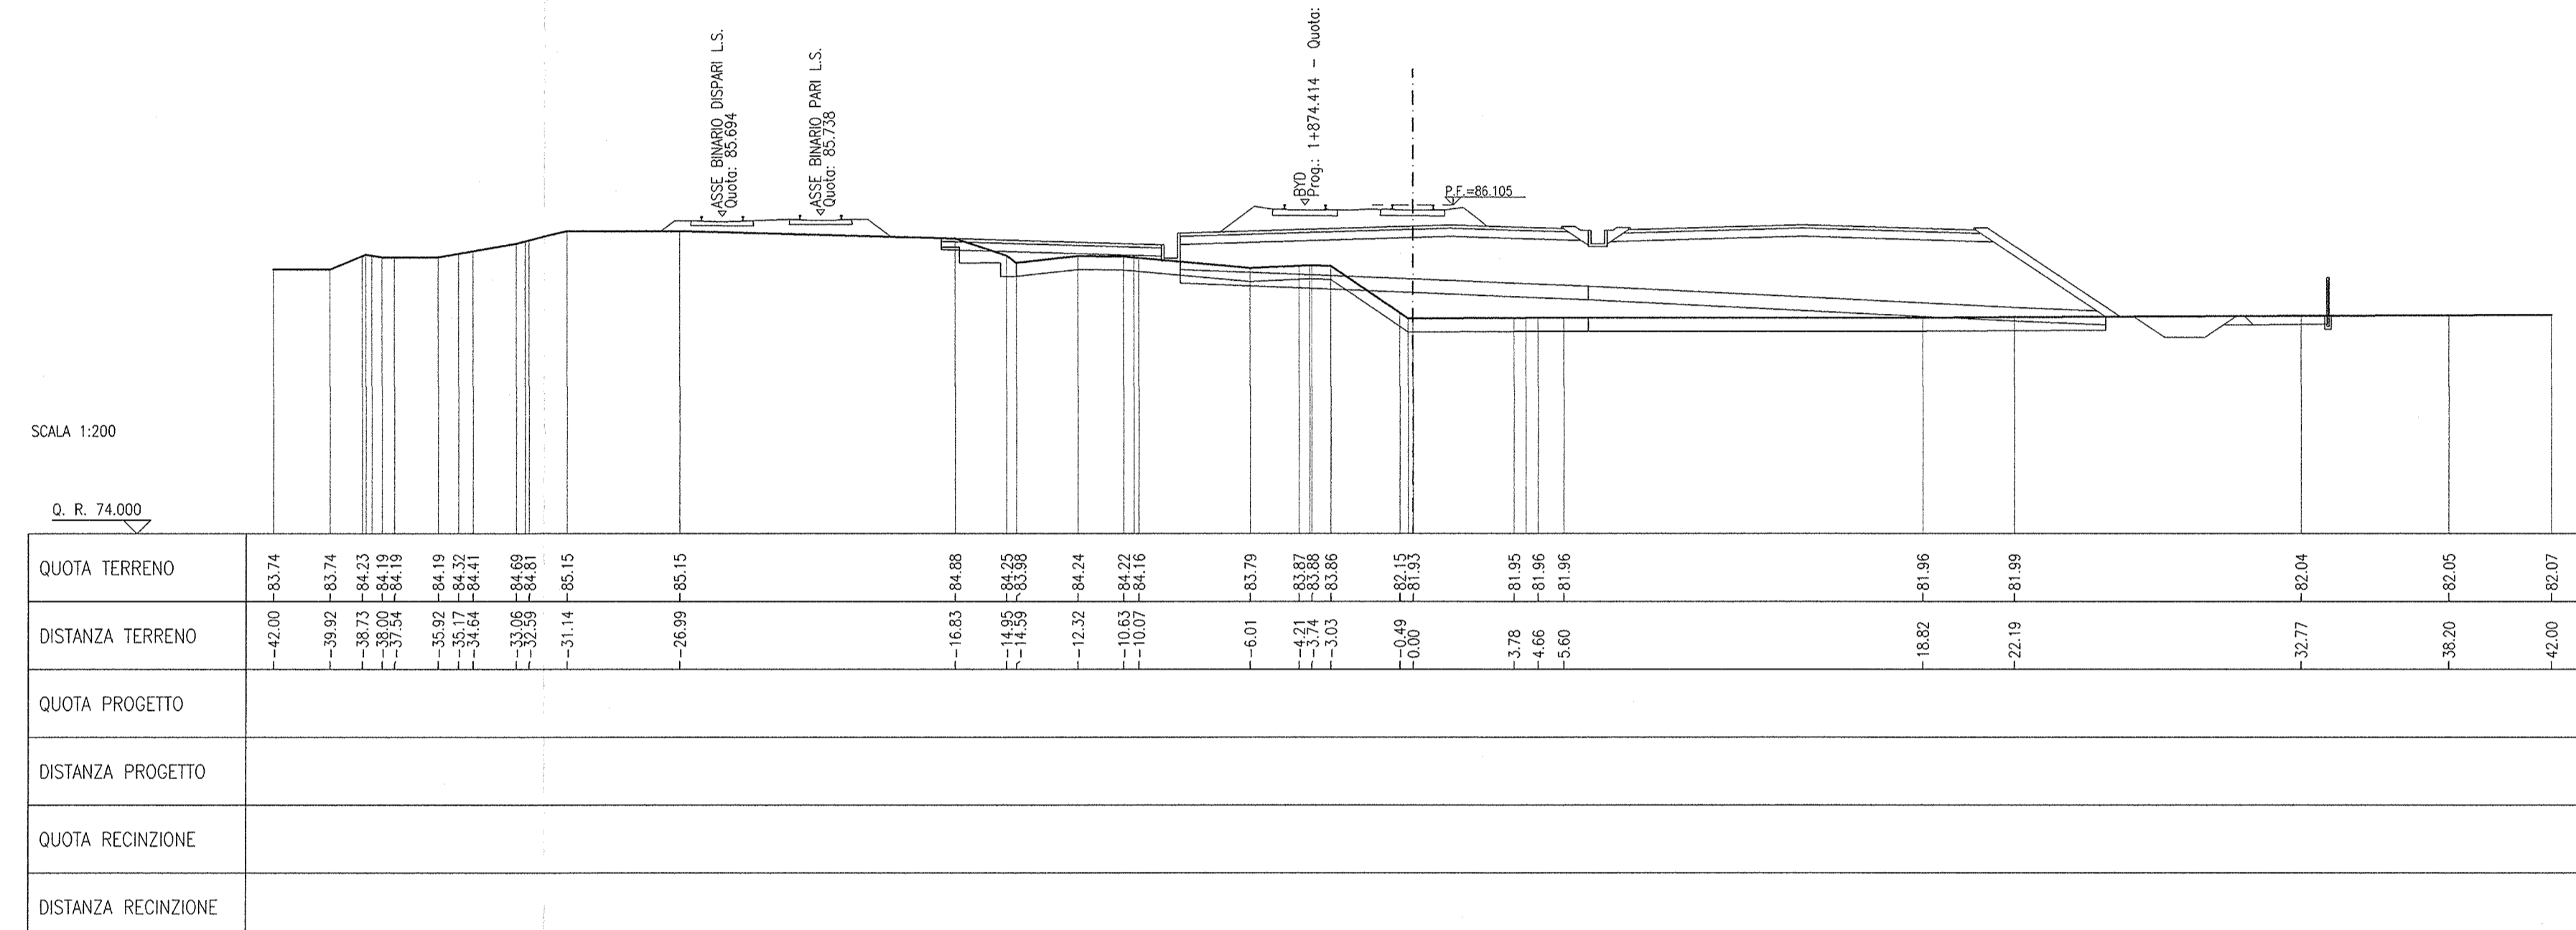 ASSE BINARIO DISPARI L.S.
Quota: 85.694
ASSE BINARIO PARI L.S.
Quota: 85.738
BYD
Prog.: 1+874.414 - Quota:
P.F.=86.105
SCALA 1:200
Q. R. 74.000
QUOTA TERRENO 83.74 83.74 84.23 84.19 84.19 84.19 84.32 84.41 84.69 84.81 85.15 85.15 84.88 84.25 83.98 84.24 84.22 84.16 83.79 83.87 83.88 83.86 82.15 81.93 81.95 81.96 81.96 81.96 81.99 82.04 82.05 82.07
DISTANZA TERRENO -42.00 -39.92 -38.73 -38.00 -37.54 -35.92 -35.17 -34.64 -33.06 -32.59 -31.14 -26.99 -16.83 -14.95 -14.59 -12.32 -10.63 -10.07 -6.01 -4.21 -3.74 -3.03 -0.49 0.00 3.78 4.66 5.60 18.82 22.19 32.77 38.20 42.00
QUOTA PROGETTO
DISTANZA PROGETTO
QUOTA RECINZIONE
DISTANZA RECINZIONE